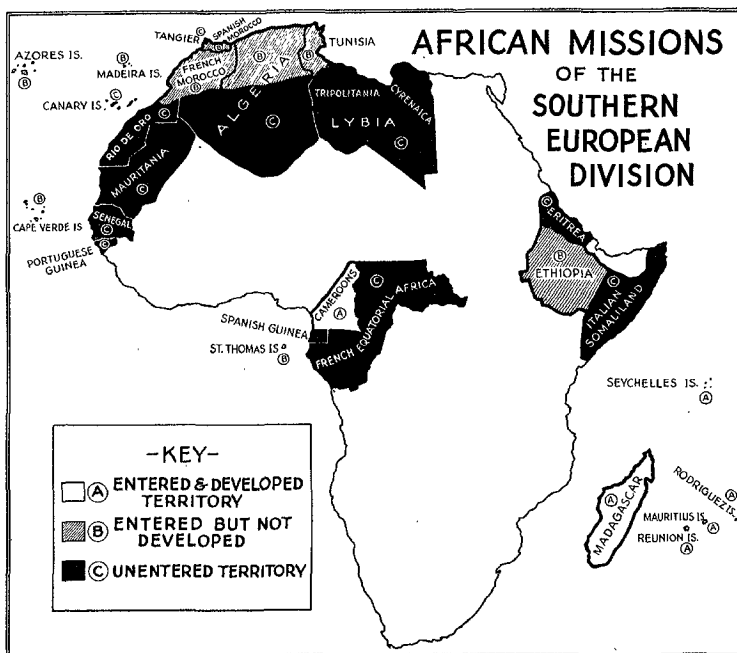 AFRICAN MISSIONS
OF THE
SOUTHERN
EUROPEAN
DIVISION
TANGIER
Ⓒ
SPANISH
MOROCCO
AZORES IS.
Ⓑ
Ⓑ
MADEIRA IS.
CANARY IS.
Ⓒ
FRENCH
MOROCCO
Ⓑ
ALGERIA
Ⓑ
Ⓒ
TUNISIA
Ⓑ
TRIPOLITANIA
CYRENAICA
LYBIA
Ⓒ
RIO DE ORO
Ⓒ
MAURITANIA
Ⓒ
Ⓑ
CAPE VERDE IS
SENEGAL
Ⓒ
PORTUGUESE
GUINEA
Ⓒ
CAMEROONS
Ⓐ
Ⓒ
FRENCH EQUATORIAL AFRICA
SPANISH GUINEA
ST. THOMAS IS
Ⓑ
Ⓒ
ERITREA
Ⓑ
ETHIOPIA
Ⓒ
ITALIAN
SOMALILAND
SEYCHELLES IS.
Ⓐ
Ⓐ
MADAGASCAR
RODRIGUEZ IS.
Ⓐ
MAURITIUS IS.
Ⓐ
REUNION IS.
Ⓐ
-KEY-
Ⓐ ENTERED & DEVELOPED
TERRITORY
Ⓑ ENTERED BUT NOT
DEVELOPED
Ⓒ UNENTERED TERRITORY